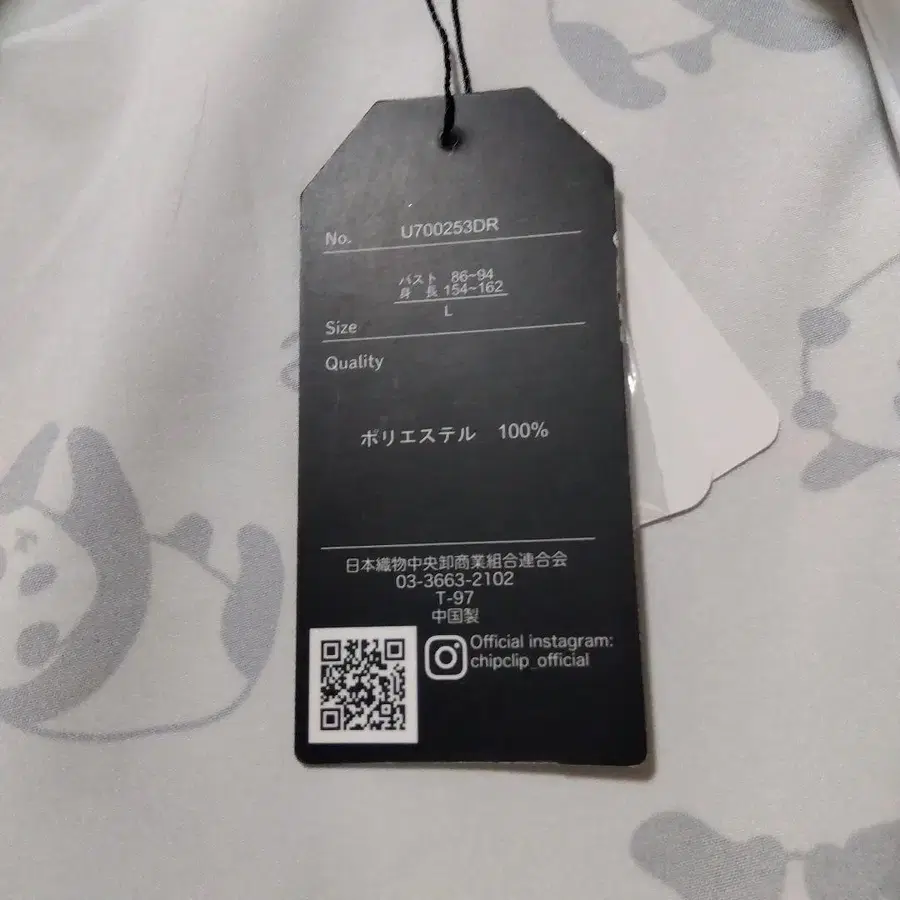 No. U700253DR
バスト 86~94
身 長 154~162
L
Size
Quality
ポリエステル 100%
日本織物中央卸商業組合連合会
03-3663-2102
T-97
中国製
Official instagram:
chipclip_official